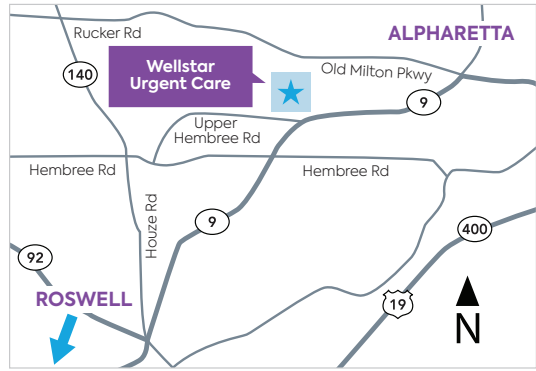 Rucker Rd
ALPHARETTA
140
Wellstar
Urgent Care
Old Milton Pkwy
9
Upper
Hembree Rd
Hembree Rd
Hembree Rd
Houze Rd
9
400
92
ROSWELL
19
N